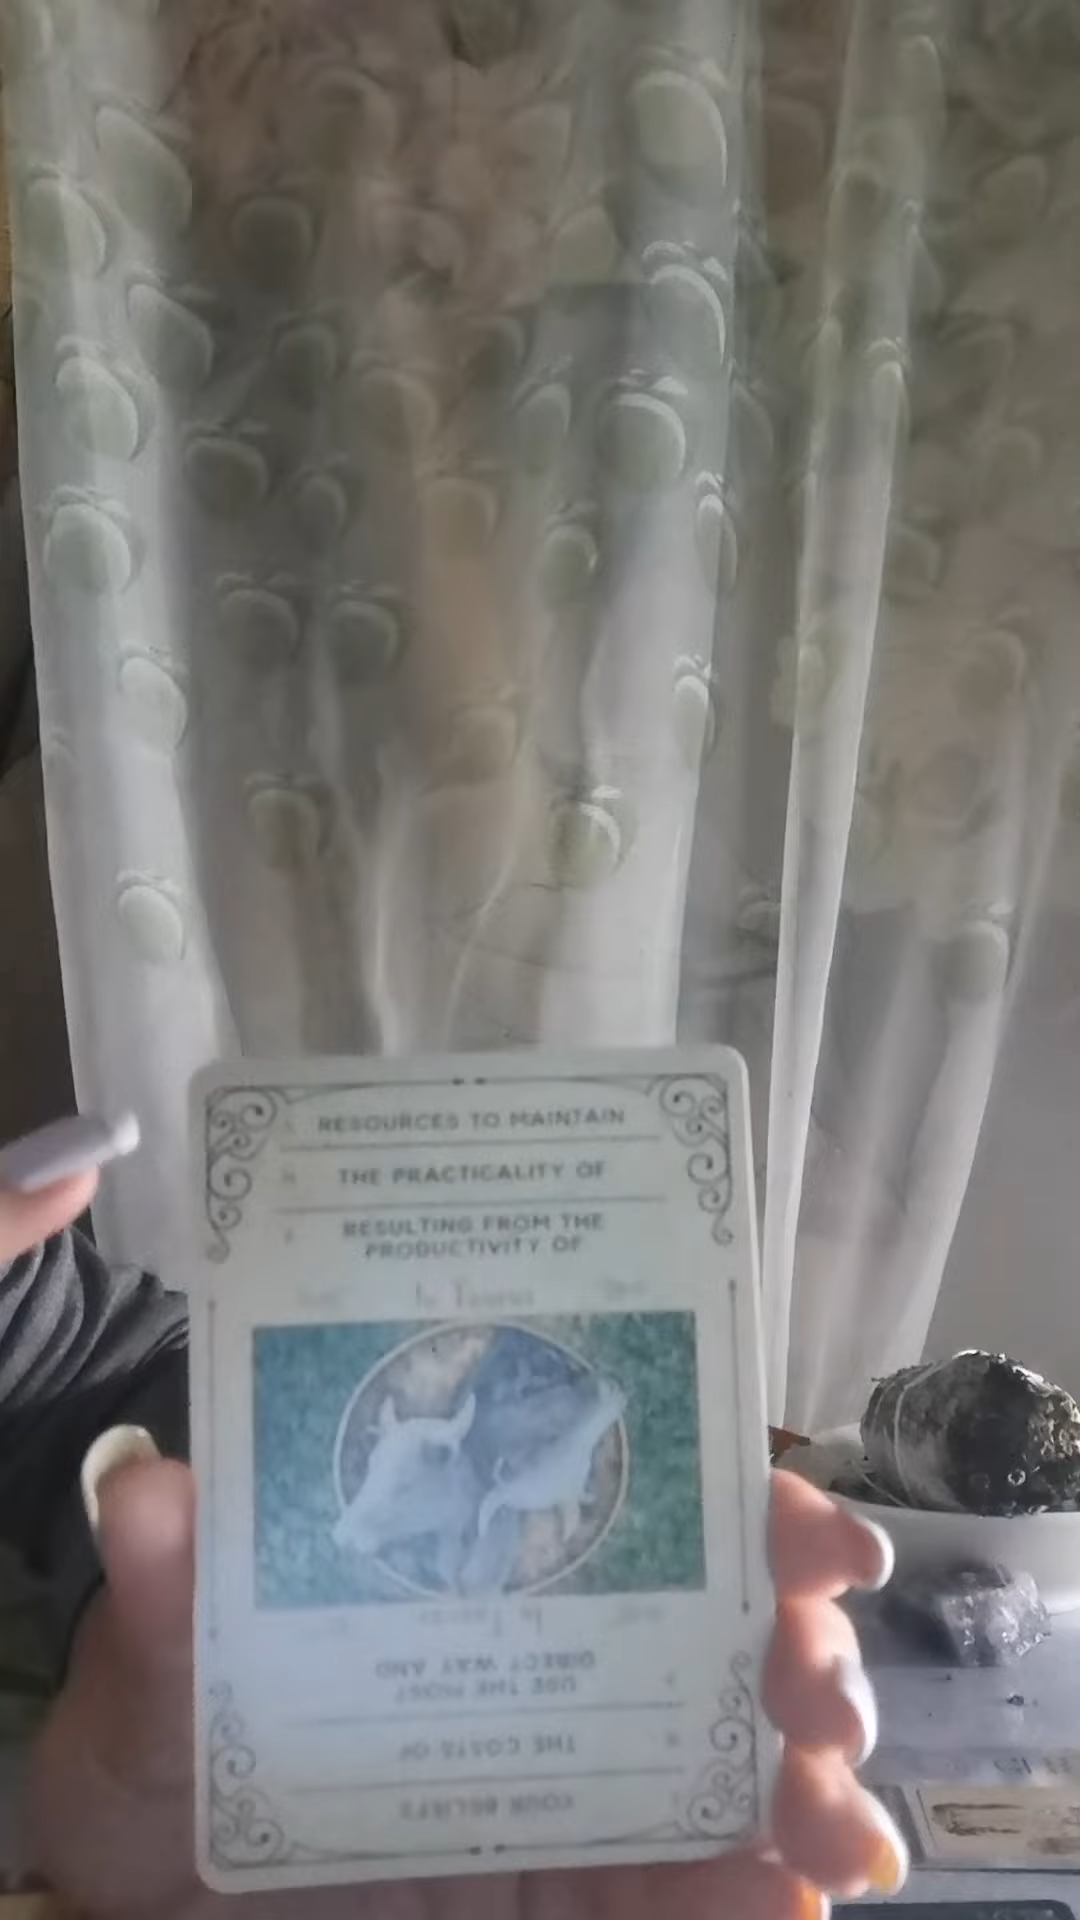 RESOURCES TO MAINTAIN
THE PRACTICALITY OF
RESULTING FROM THE
PRODUCTIVITY OF
In Taurus
In Taurus
DIRECT WAY AND
USE THE MOST
THE COSTS OF
YOUR BELIEFS